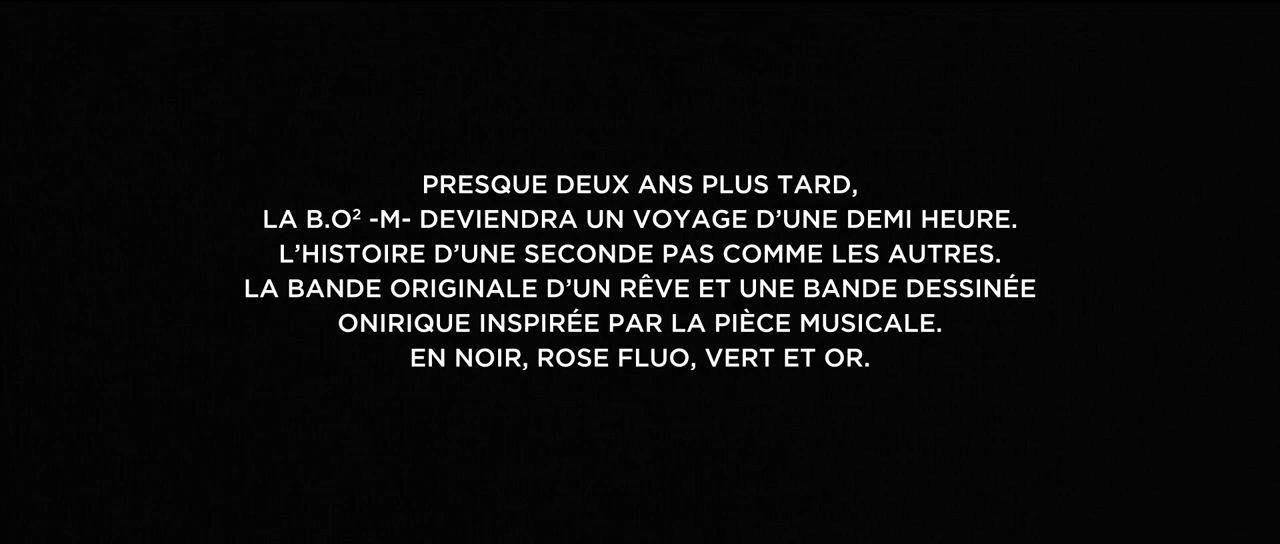 PRESQUE DEUX ANS PLUS TARD,
LA B.O² -M- DEVIENDRA UN VOYAGE D’UNE DEMI HEURE.
L’HISTOIRE D’UNE SECONDE PAS COMME LES AUTRES.
LA BANDE ORIGINALE D’UN RÊVE ET UNE BANDE DESSINÉE
ONIRIQUE INSPIRÉE PAR LA PIÈCE MUSICALE.
EN NOIR, ROSE FLUO, VERT ET OR.